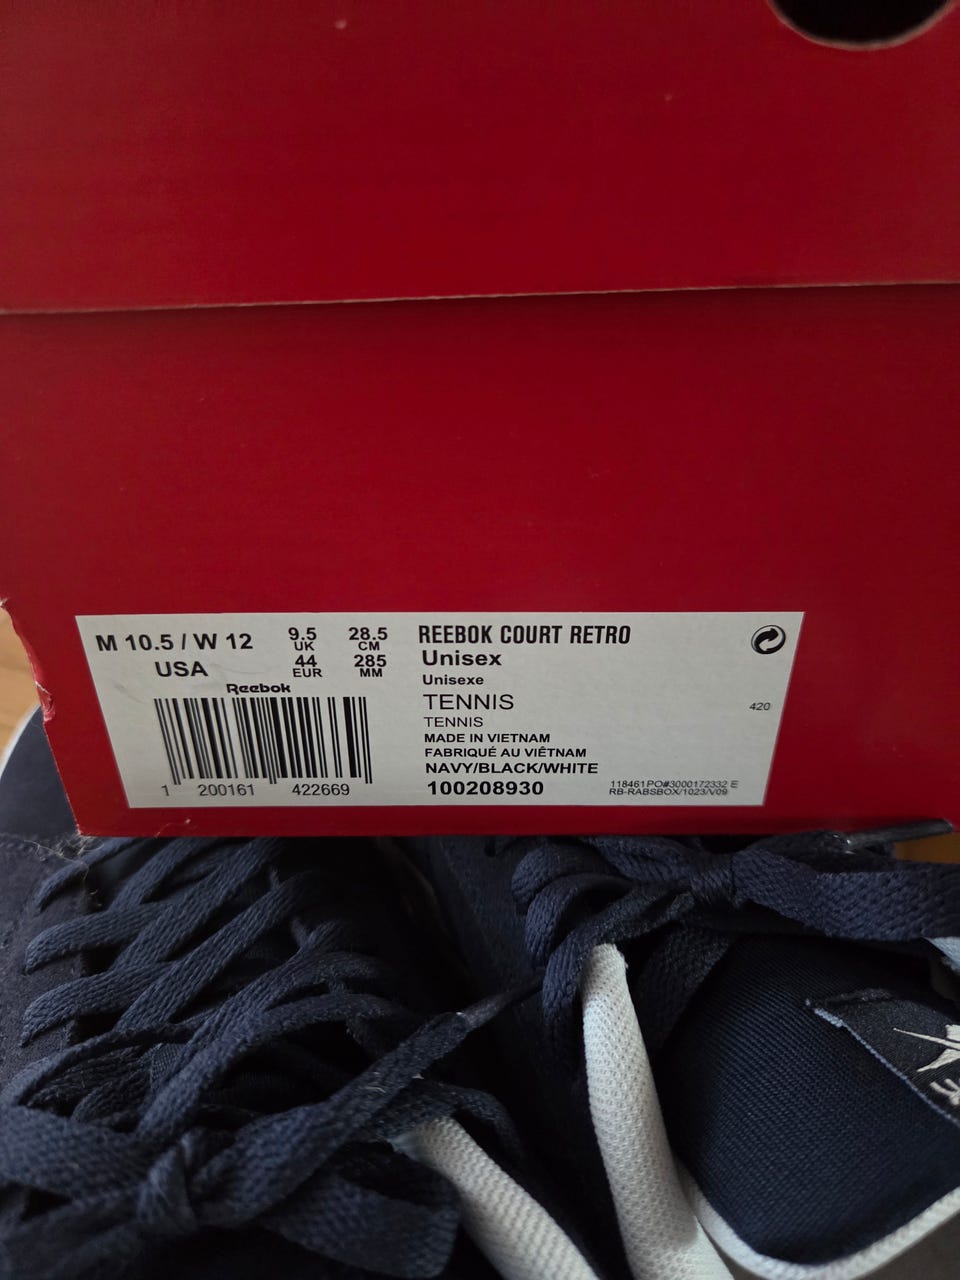 M 10.5 / W 12
USA
9.5
UK
44
EUR
28.5
CM
285
MM
Reebok
1 200161 422669
REEBOK COURT RETRO
Unisex
Unisexe
TENNIS
TENNIS
MADE IN VIETNAM
FABRIQUÉ AU VIÊTNAM
NAVY/BLACK/WHITE
100208930
420
118461PO#3000172332 E
RB-RABSBOX/1023/V09